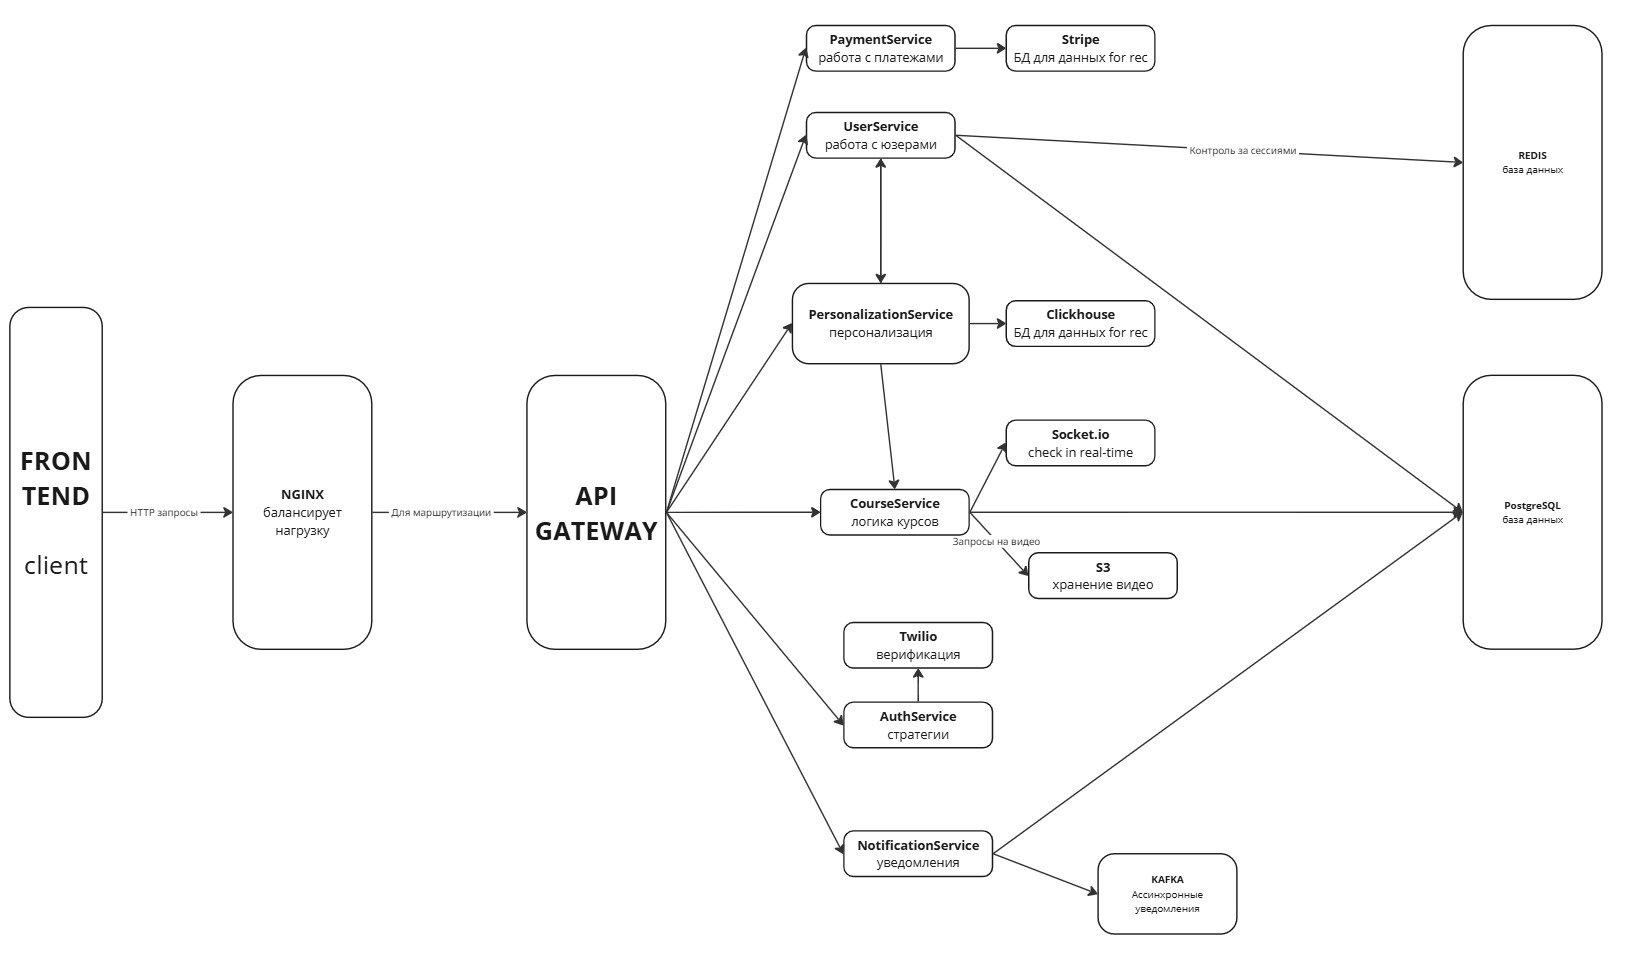 PaymentService
работа с платежами
Stripe
БД для данных for rec
UserService
работа с юзерами
Контроль за сессиями
REDIS
база данных
PersonalizationService
персонализация
Clickhouse
БД для данных for rec
Socket.io
check in real-time
FRON
TEND
client
HTTP запросы
NGINX
балансирует
нагрузку
Для маршрутизации
API
GATEWAY
CourseService
логика курсов
Запросы на видео
S3
хранение видео
PostgreSQL
база данных
Twilio
верификация
AuthService
стратегии
NotificationService
уведомления
KAFKA
Ассинхронные
уведомления